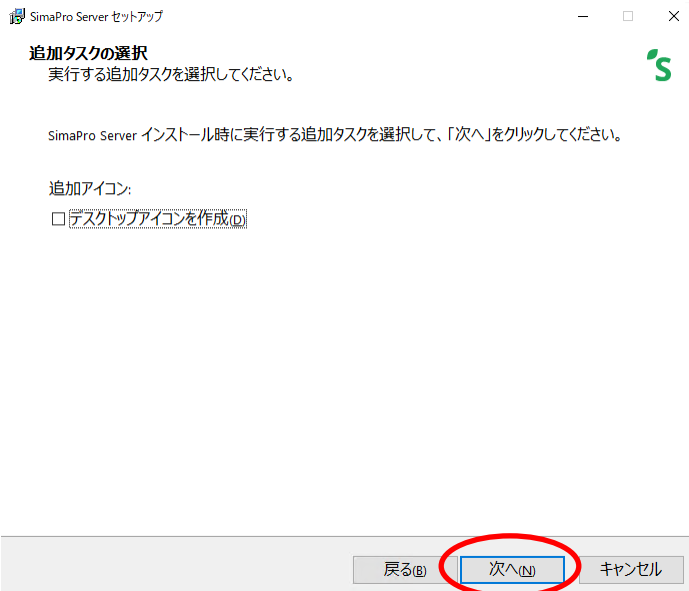 SimaPro Server セットアップ
追加タスクの選択
実行する追加タスクを選択してください。
SimaPro Server インストール時に実行する追加タスクを選択して、「次へ」をクリックしてください。
追加アイコン:
デスクトップアイコンを作成(D)
戻る(B) 次へ(N) キャンセル